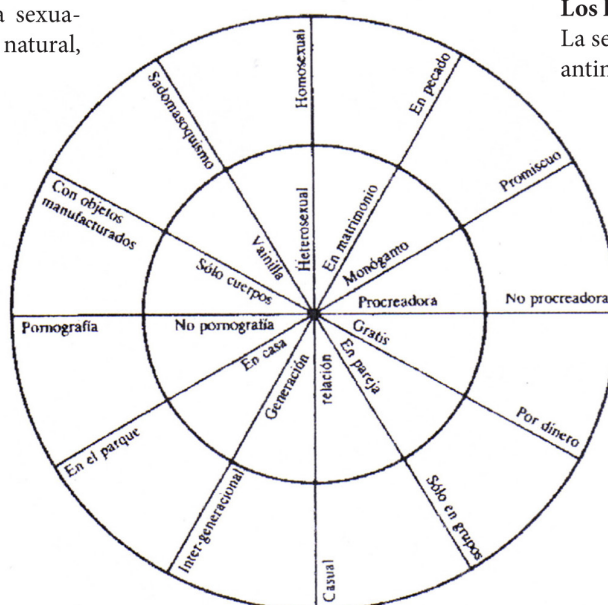 a sexua-
natural,
Los l
La se
antin
Homosexual
Heterosexual
En pecado
En matrimonio
Promiscuo
Monógamo
No procreadora
Procreadora
Por dinero
Gratis
Sólo en grupos
En pareja
Casual
relación
Inter-generacional
Generación
En el parque
En casa
Pornografía
No pornografía
Con objetos
manufacturados
Sólo cuerpos
Sadomasoquismo
Vainilla